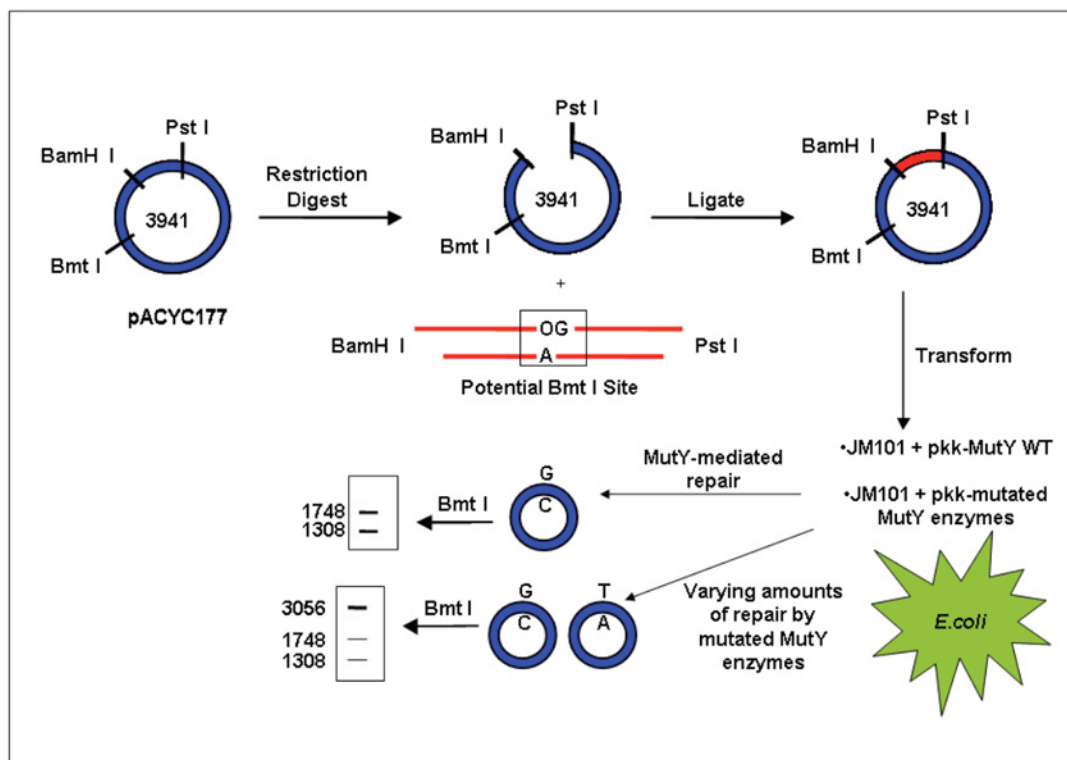 Pst I
BamH I
3941
Bmt I
pACYC177
Restriction
Digest
Pst I
BamH I
3941
Bmt I
+
Ligate
Pst I
BamH I
3941
Bmt I
BamH I
OG
A
Pst I
Potential Bmt I Site
Transform
•JM101 + pkk-MutY WT
•JM101 + pkk-mutated
MutY enzymes
E.coli
MutY-mediated
repair
G
C
Bmt I
1748
1308
Varying amounts
of repair by
mutated MutY
enzymes
G
C
T
A
Bmt I
3056
1748
1308